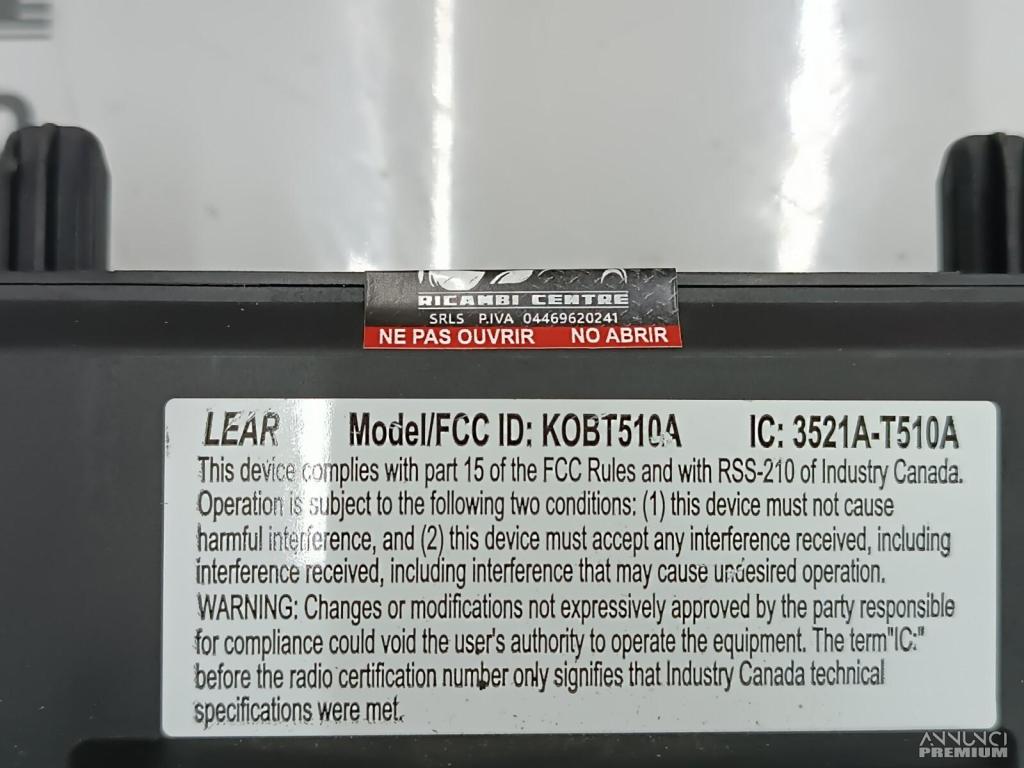 RICAMBI CENTRE
SRLS P.IVA 04469620241
NE PAS OUVRIR NO ABRIR
LEAR Model/FCC ID: KOBT510A IC: 3521A-T510A
This device complies with part 15 of the FCC Rules and with RSS-210 of Industry Canada.
Operation is subject to the following two conditions: (1) this device must not cause
harmful interference, and (2) this device must accept any interference received, including
interference received, including interference that may cause undesired operation.
WARNING: Changes or modifications not expressively approved by the party responsible
for compliance could void the user's authority to operate the equipment. The term"IC:"
before the radio certification number only signifies that Industry Canada technical
specifications were met.
ANNUNCI
PREMIUM